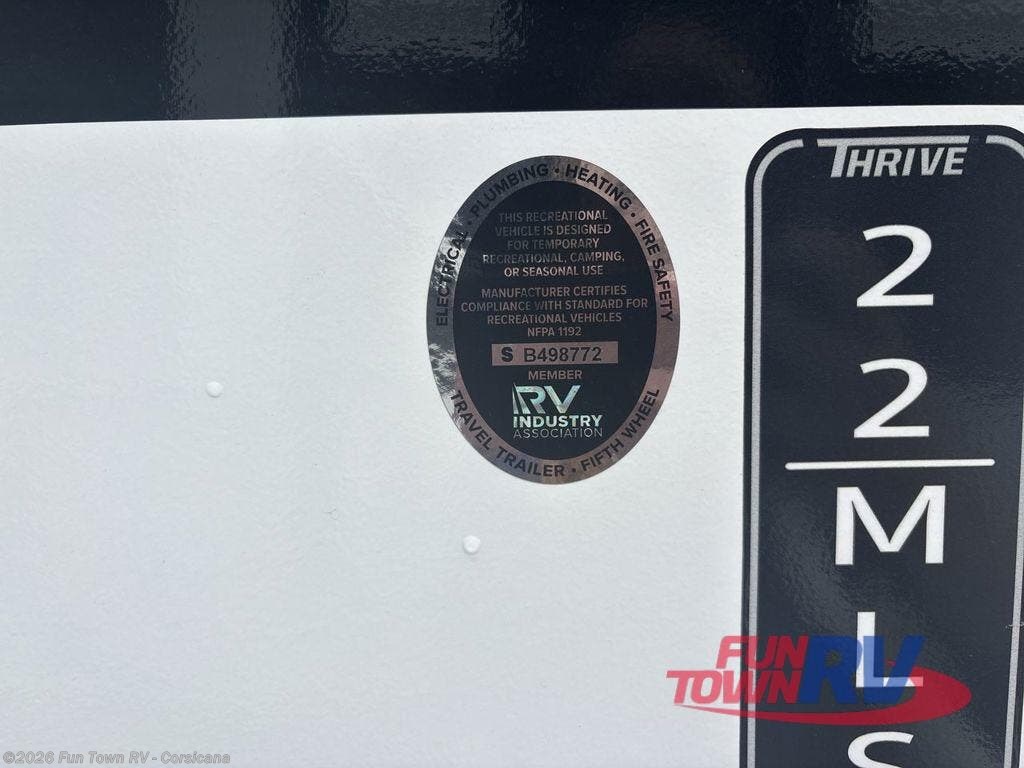 ELECTRICAL • PLUMBING • HEATING • FIRE SAFETY
THIS RECREATIONAL
VEHICLE IS DESIGNED
FOR TEMPORARY
RECREATIONAL, CAMPING,
OR SEASONAL USE
MANUFACTURER CERTIFIES
COMPLIANCE WITH STANDARD FOR
RECREATIONAL VEHICLES
NFPA 1192
S B498772
MEMBER
RV
INDUSTRY
ASSOCIATION
TRAVEL TRAILER • FIFTH WHEEL
THRIVE
2
2
M
L
S
FUN
TOWN RV
©2026 Fun Town RV - Corsicana